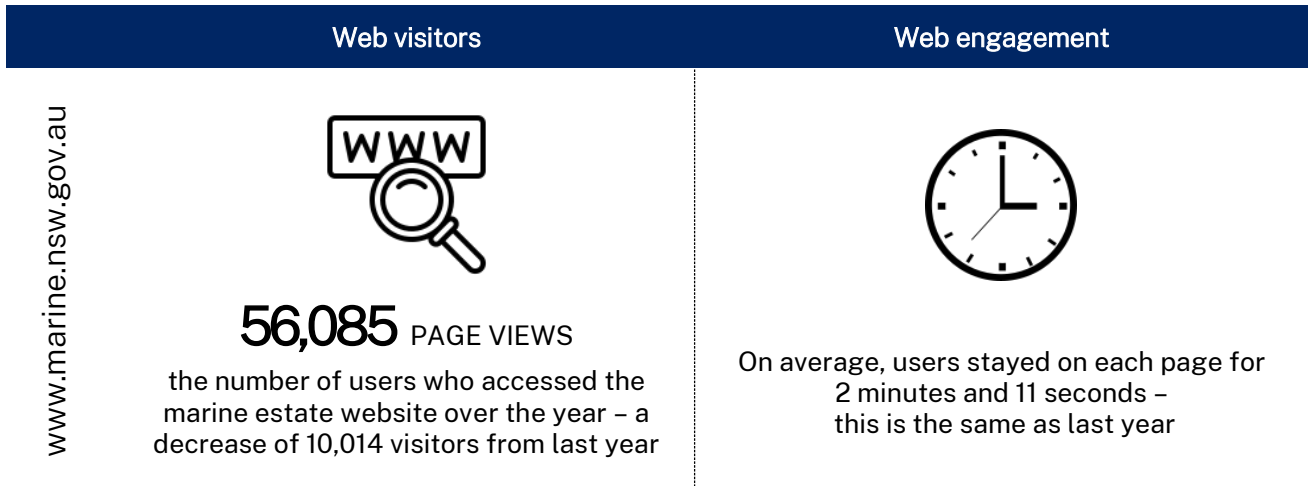 Web visitors
Web engagement
www.marine.nsw.gov.au
WWW
56,085 PAGE VIEWS
the number of users who accessed the
marine estate website over the year – a
decrease of 10,014 visitors from last year
On average, users stayed on each page for
2 minutes and 11 seconds –
this is the same as last year